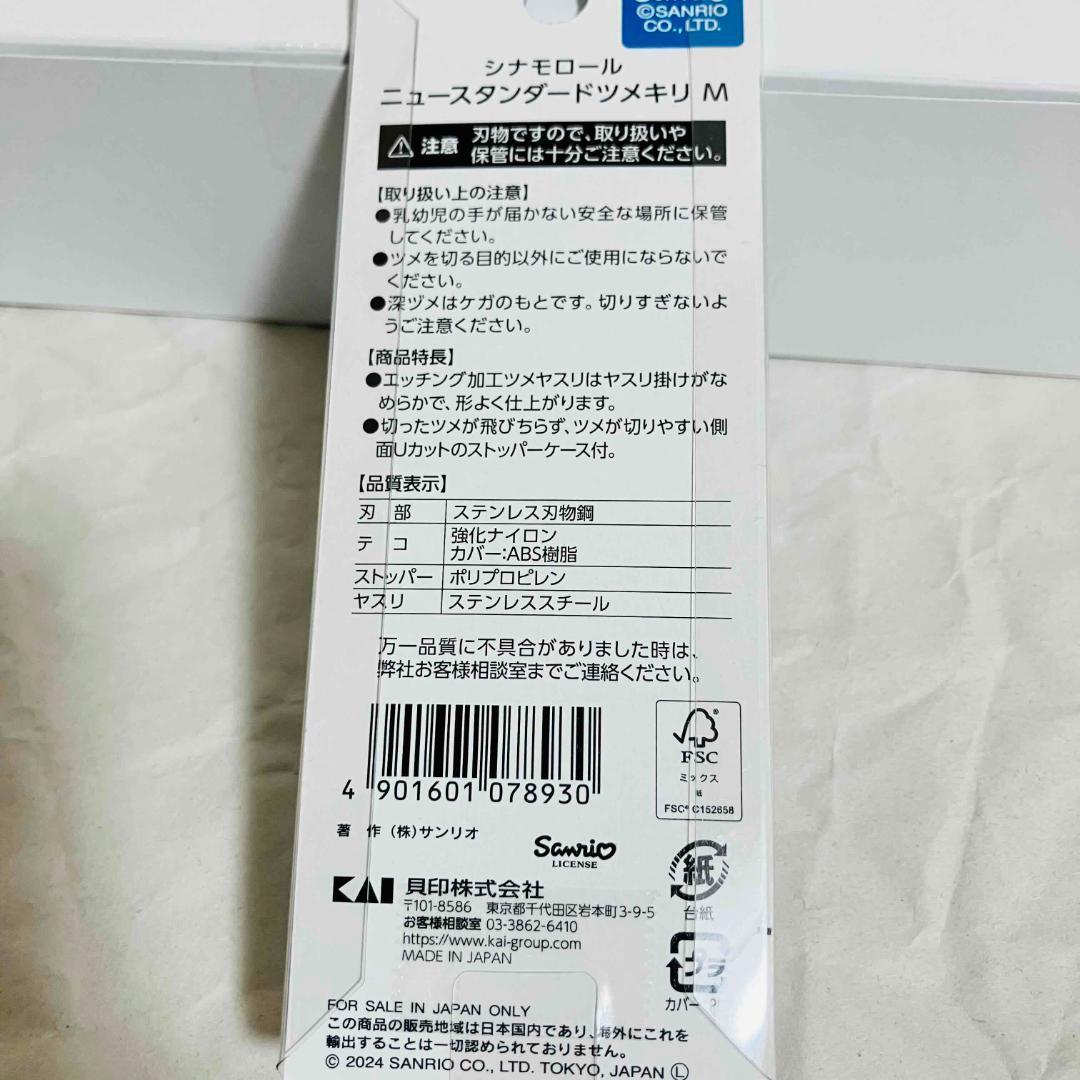 ©SANRIO
CO., LTD.
シナモロール
ニュースタンダードツメキリ M
注意 刃物ですので、取り扱いや
保管には十分ご注意ください。
【取り扱い上の注意】
●乳幼児の手が届かない安全な場所に保管
してください。
●ツメを切る目的以外にご使用にならないで
ください。
●深ヅメはケガのもとです。切りすぎないよ
うご注意ください。
【商品特長】
●エッチング加工ツメヤスリはヤスリ掛けがな
めらかで、形よく仕上がります。
●切ったツメが飛びちらず、ツメが切りやすい側
面Uカットのストッパーケース付。
【品質表示】
刃 部 ステンレス刃物鋼
テ コ 強化ナイロン
カバー:ABS樹脂
ストッパー ポリプロピレン
ヤスリ ステンレススチール
万一品質に不具合がありました時は、
弊社お客様相談室までご連絡ください。
4 901601 078930
FSC
ミックス
紙
FSC® C152658
著 作 (株)サンリオ
Sanrio
LICENSE
KAI 貝印株式会社
〒101-8586 東京都千代田区岩本町3-9-5
お客様相談室 03-3862-6410
https://www.kai-group.com
MADE IN JAPAN
紙
台紙
プラ
カバー
FOR SALE IN JAPAN ONLY
この商品の販売地域は日本国内であり、海外にこれを
輸出することは一切認められておりません。
© 2024 SANRIO CO., LTD. TOKYO, JAPAN Ⓛ